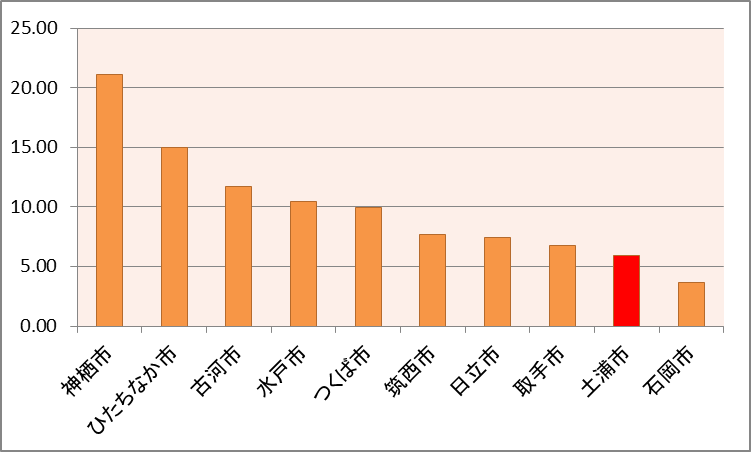 25.00
20.00
15.00
10.00
5.00
0.00
神栖市
ひたちなか市
古河市
水戸市
つくば市
筑西市
日立市
取手市
土浦市
石岡市